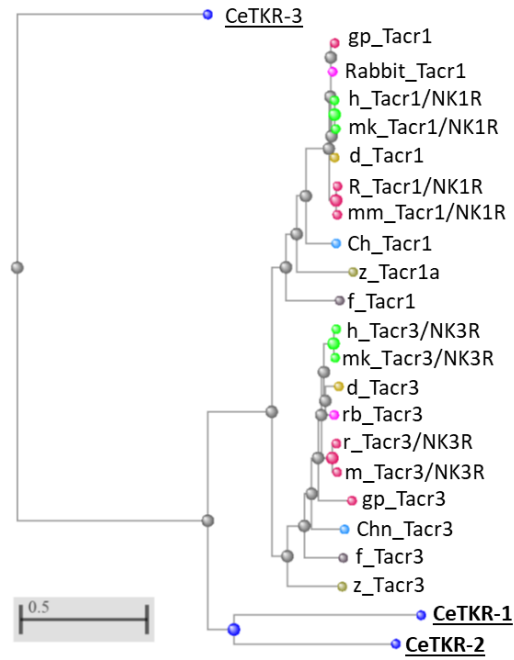 CeTKR-3
gp_Tacr1
Rabbit_Tacr1
h_Tacr1/NK1R
mk_Tacr1/NK1R
d_Tacr1
R_Tacr1/NK1R
mm_Tacr1/NK1R
Ch_Tacr1
z_Tacr1a
f_Tacr1
h_Tacr3/NK3R
mk_Tacr3/NK3R
d_Tacr3
rb_Tacr3
r_Tacr3/NK3R
m_Tacr3/NK3R
gp_Tacr3
Chn_Tacr3
f_Tacr3
z_Tacr3
0.5
CeTKR-1
CeTKR-2